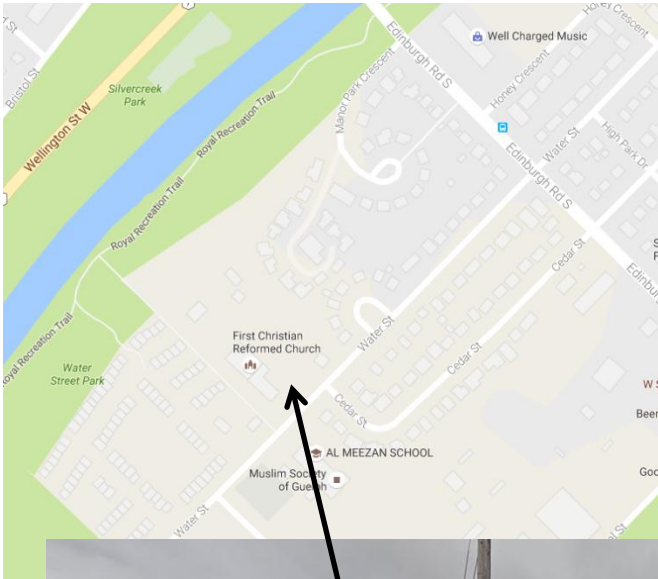 Well Charged Music
Honey Crescent
Edinburgh Rd S
Manor Park Crescent
Bristol St
Silvercreek
Park
Wellington St W
Royal Recreation Trail
Honey Crescent
Water St
High Park Dr
Edinburgh Rd S
Royal Recreation Trail
Cedar St
First Christian
Reformed Church
Water St
Royal Recreation Trail
Water
Street Park
Cedar St
Cedar St
AL MEEZAN SCHOOL
Muslim Society
of Guelph
Water St